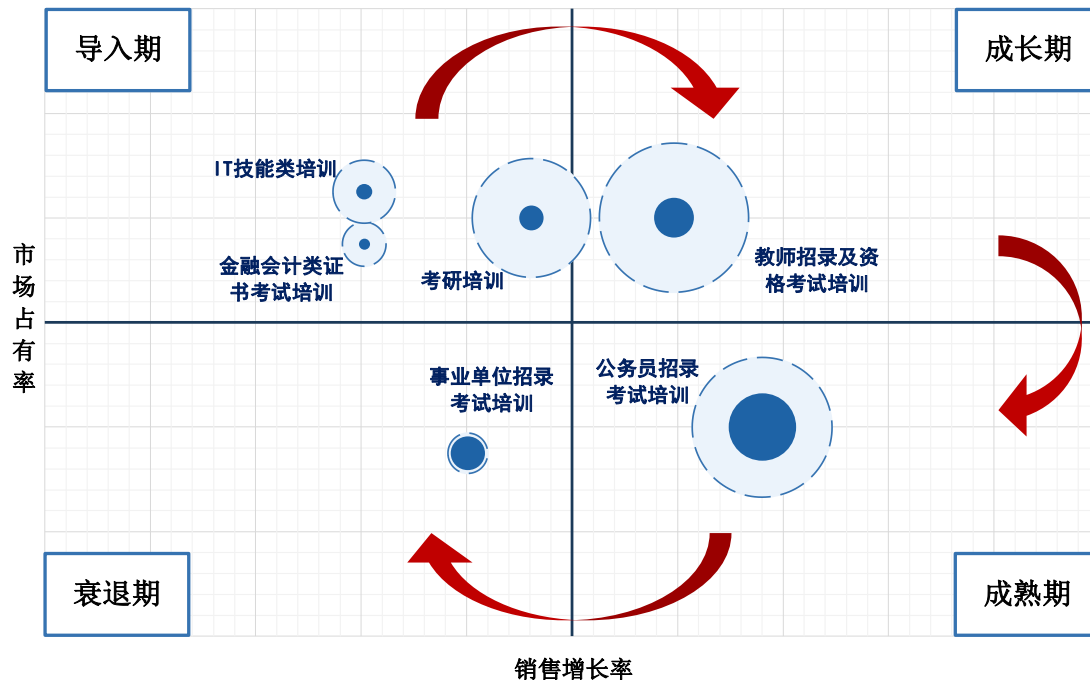 导入期
成长期
IT技能类培训
金融会计类证
书考试培训
考研培训
教师招录及资
格考试培训
市场占有率
事业单位招录
考试培训
公务员招录
考试培训
衰退期
成熟期
销售增长率